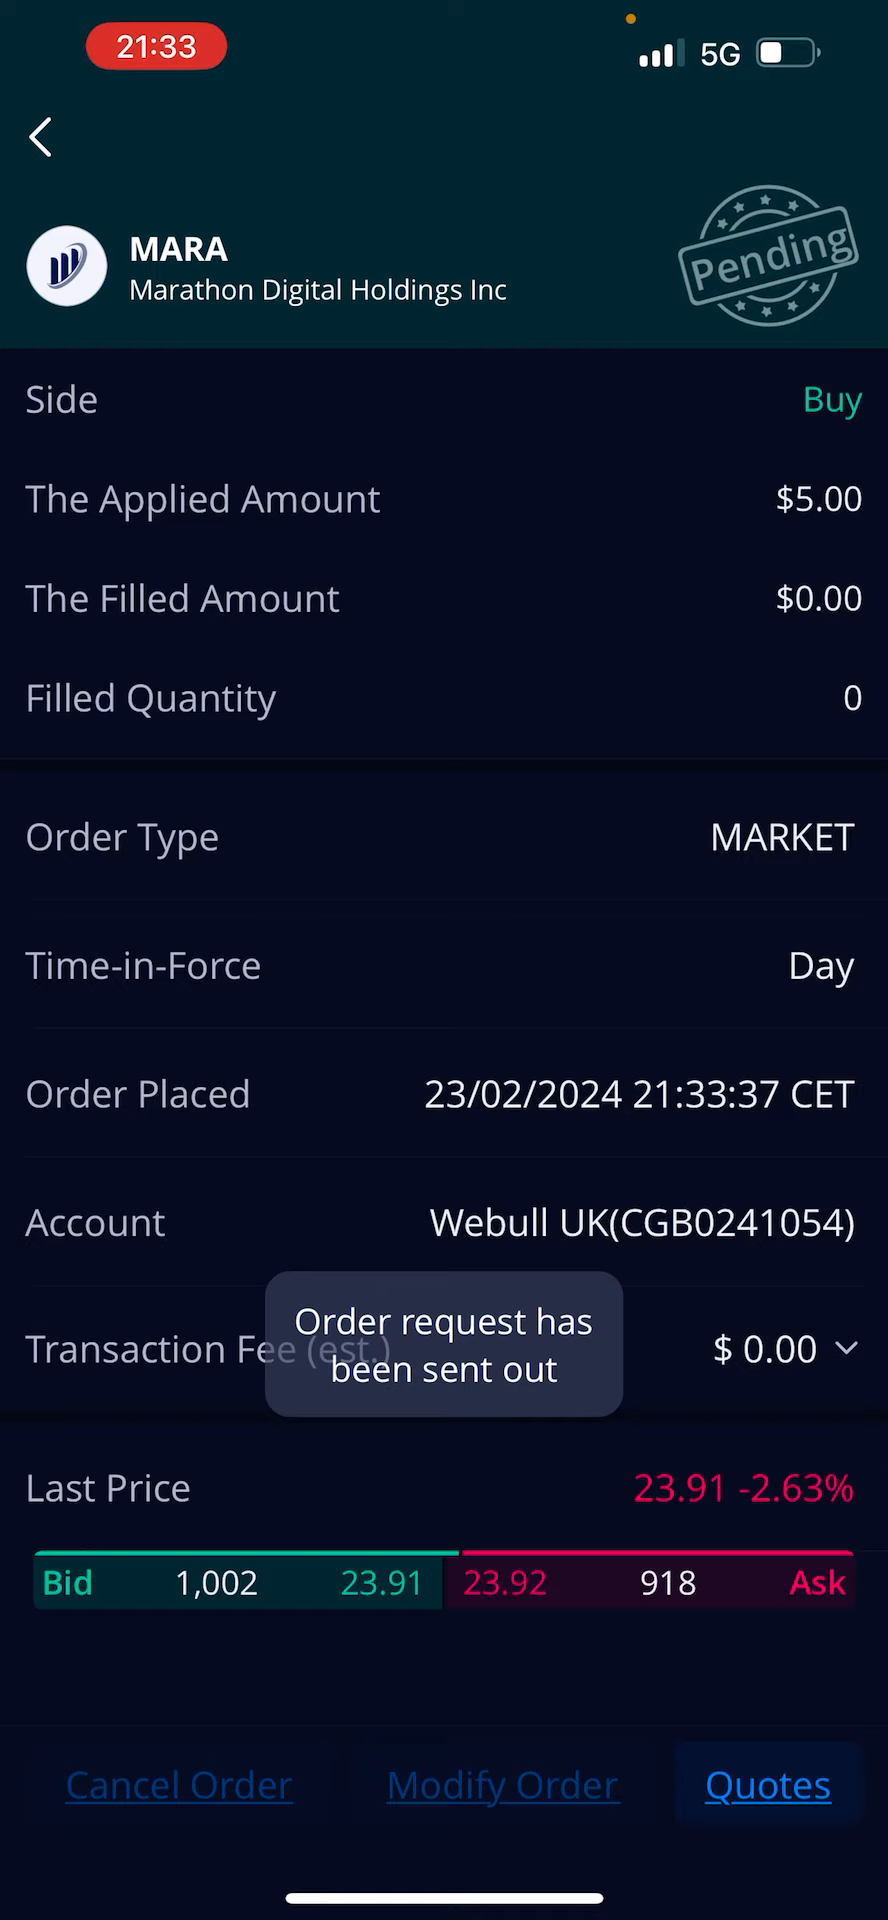 21:33
5G
MARA
Marathon Digital Holdings Inc
Pending
Side Buy
The Applied Amount $5.00
The Filled Amount $0.00
Filled Quantity 0
Order Type MARKET
Time-in-Force Day
Order Placed 23/02/2024 21:33:37 CET
Account Webull UK(CGB0241054)
Transaction Fee (est.) $ 0.00
Order request has
been sent out
Last Price 23.91 -2.63%
Bid 1,002 23.91 23.92 918 Ask
Cancel Order Modify Order Quotes